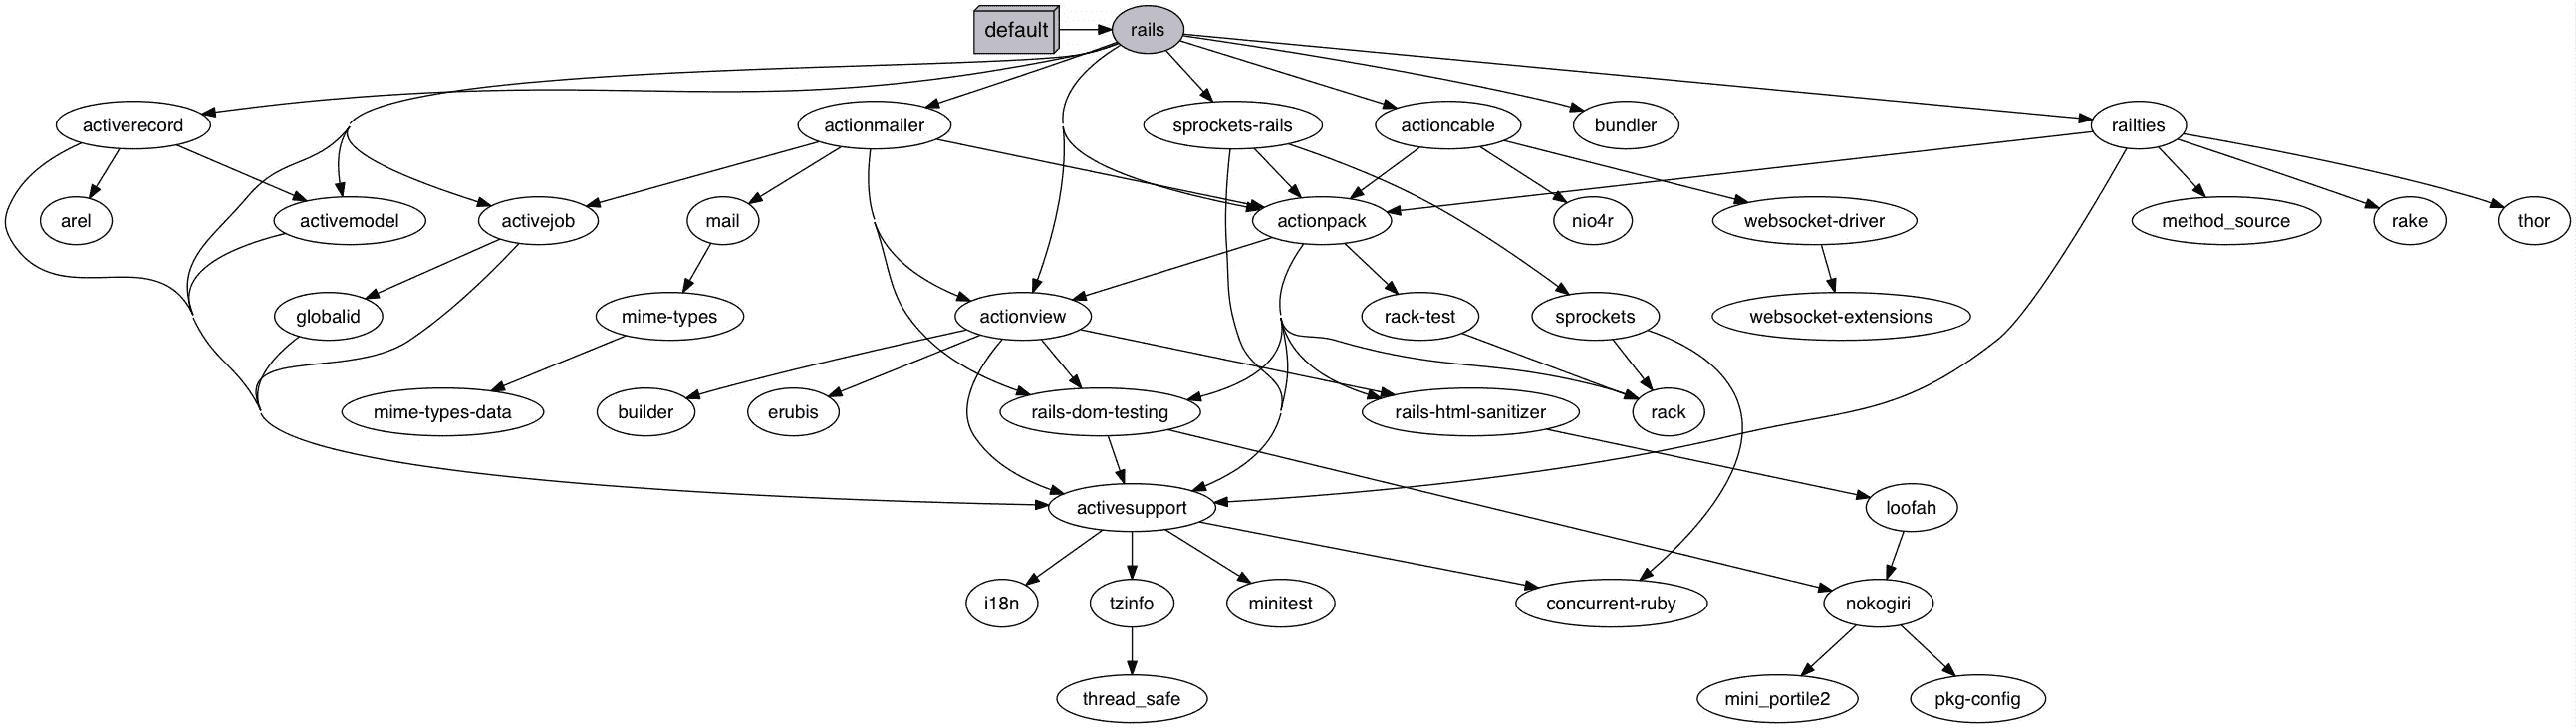 default
rails
activerecord
actionmailer
sprockets-rails
actioncable
bundler
railties
arel
activemodel
activejob
mail
actionpack
nio4r
websocket-driver
method_source
rake
thor
globalid
mime-types
actionview
rack-test
sprockets
websocket-extensions
mime-types-data
builder
erubis
rails-dom-testing
rails-html-sanitizer
rack
activesupport
loofah
i18n
tzinfo
minitest
concurrent-ruby
nokogiri
thread_safe
mini_portile2
pkg-config